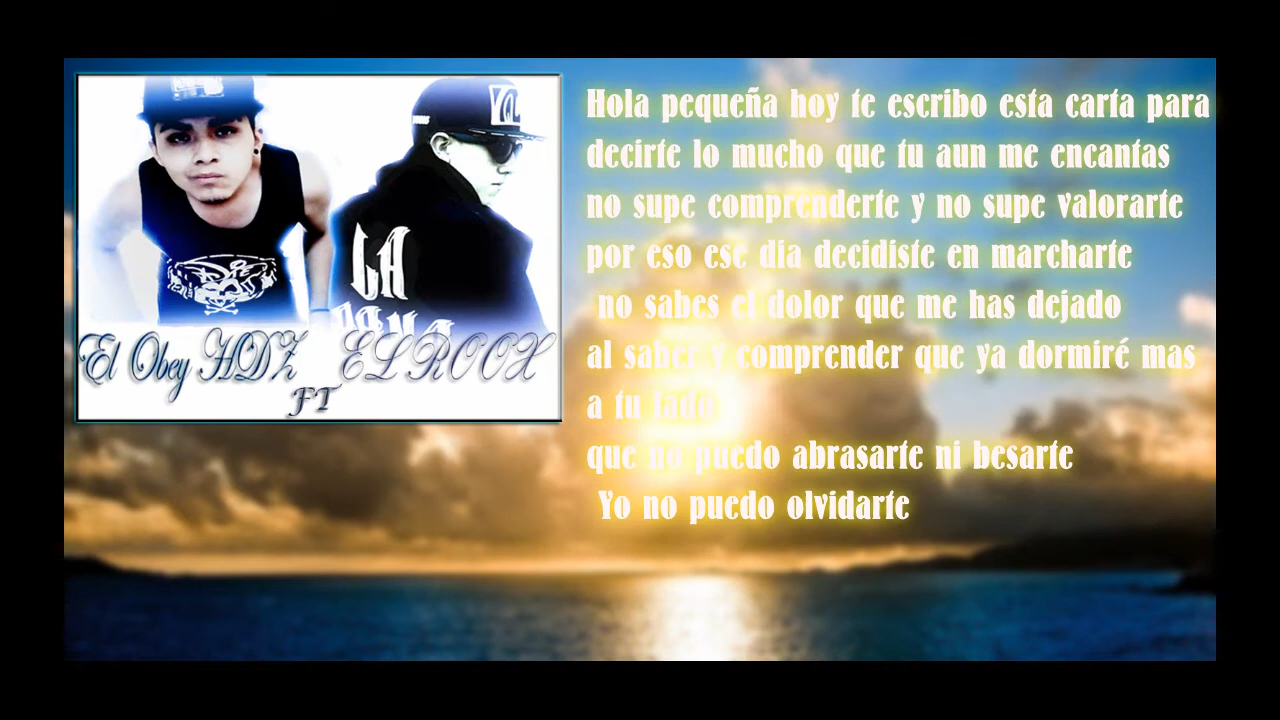 LA
El Obey HDZ EL ROOX
FT
Hola pequeña hoy te escribo esta carta para
decirte lo mucho que tu aun me encantas
no supe comprenderte y no supe valorarte
por eso ese dia decidiste en marcharte
no sabes el dolor que me has dejado
al saber y comprender que ya dormiré mas
a tu lado
que no puedo abrasarte ni besarte
Yo no puedo olvidarte